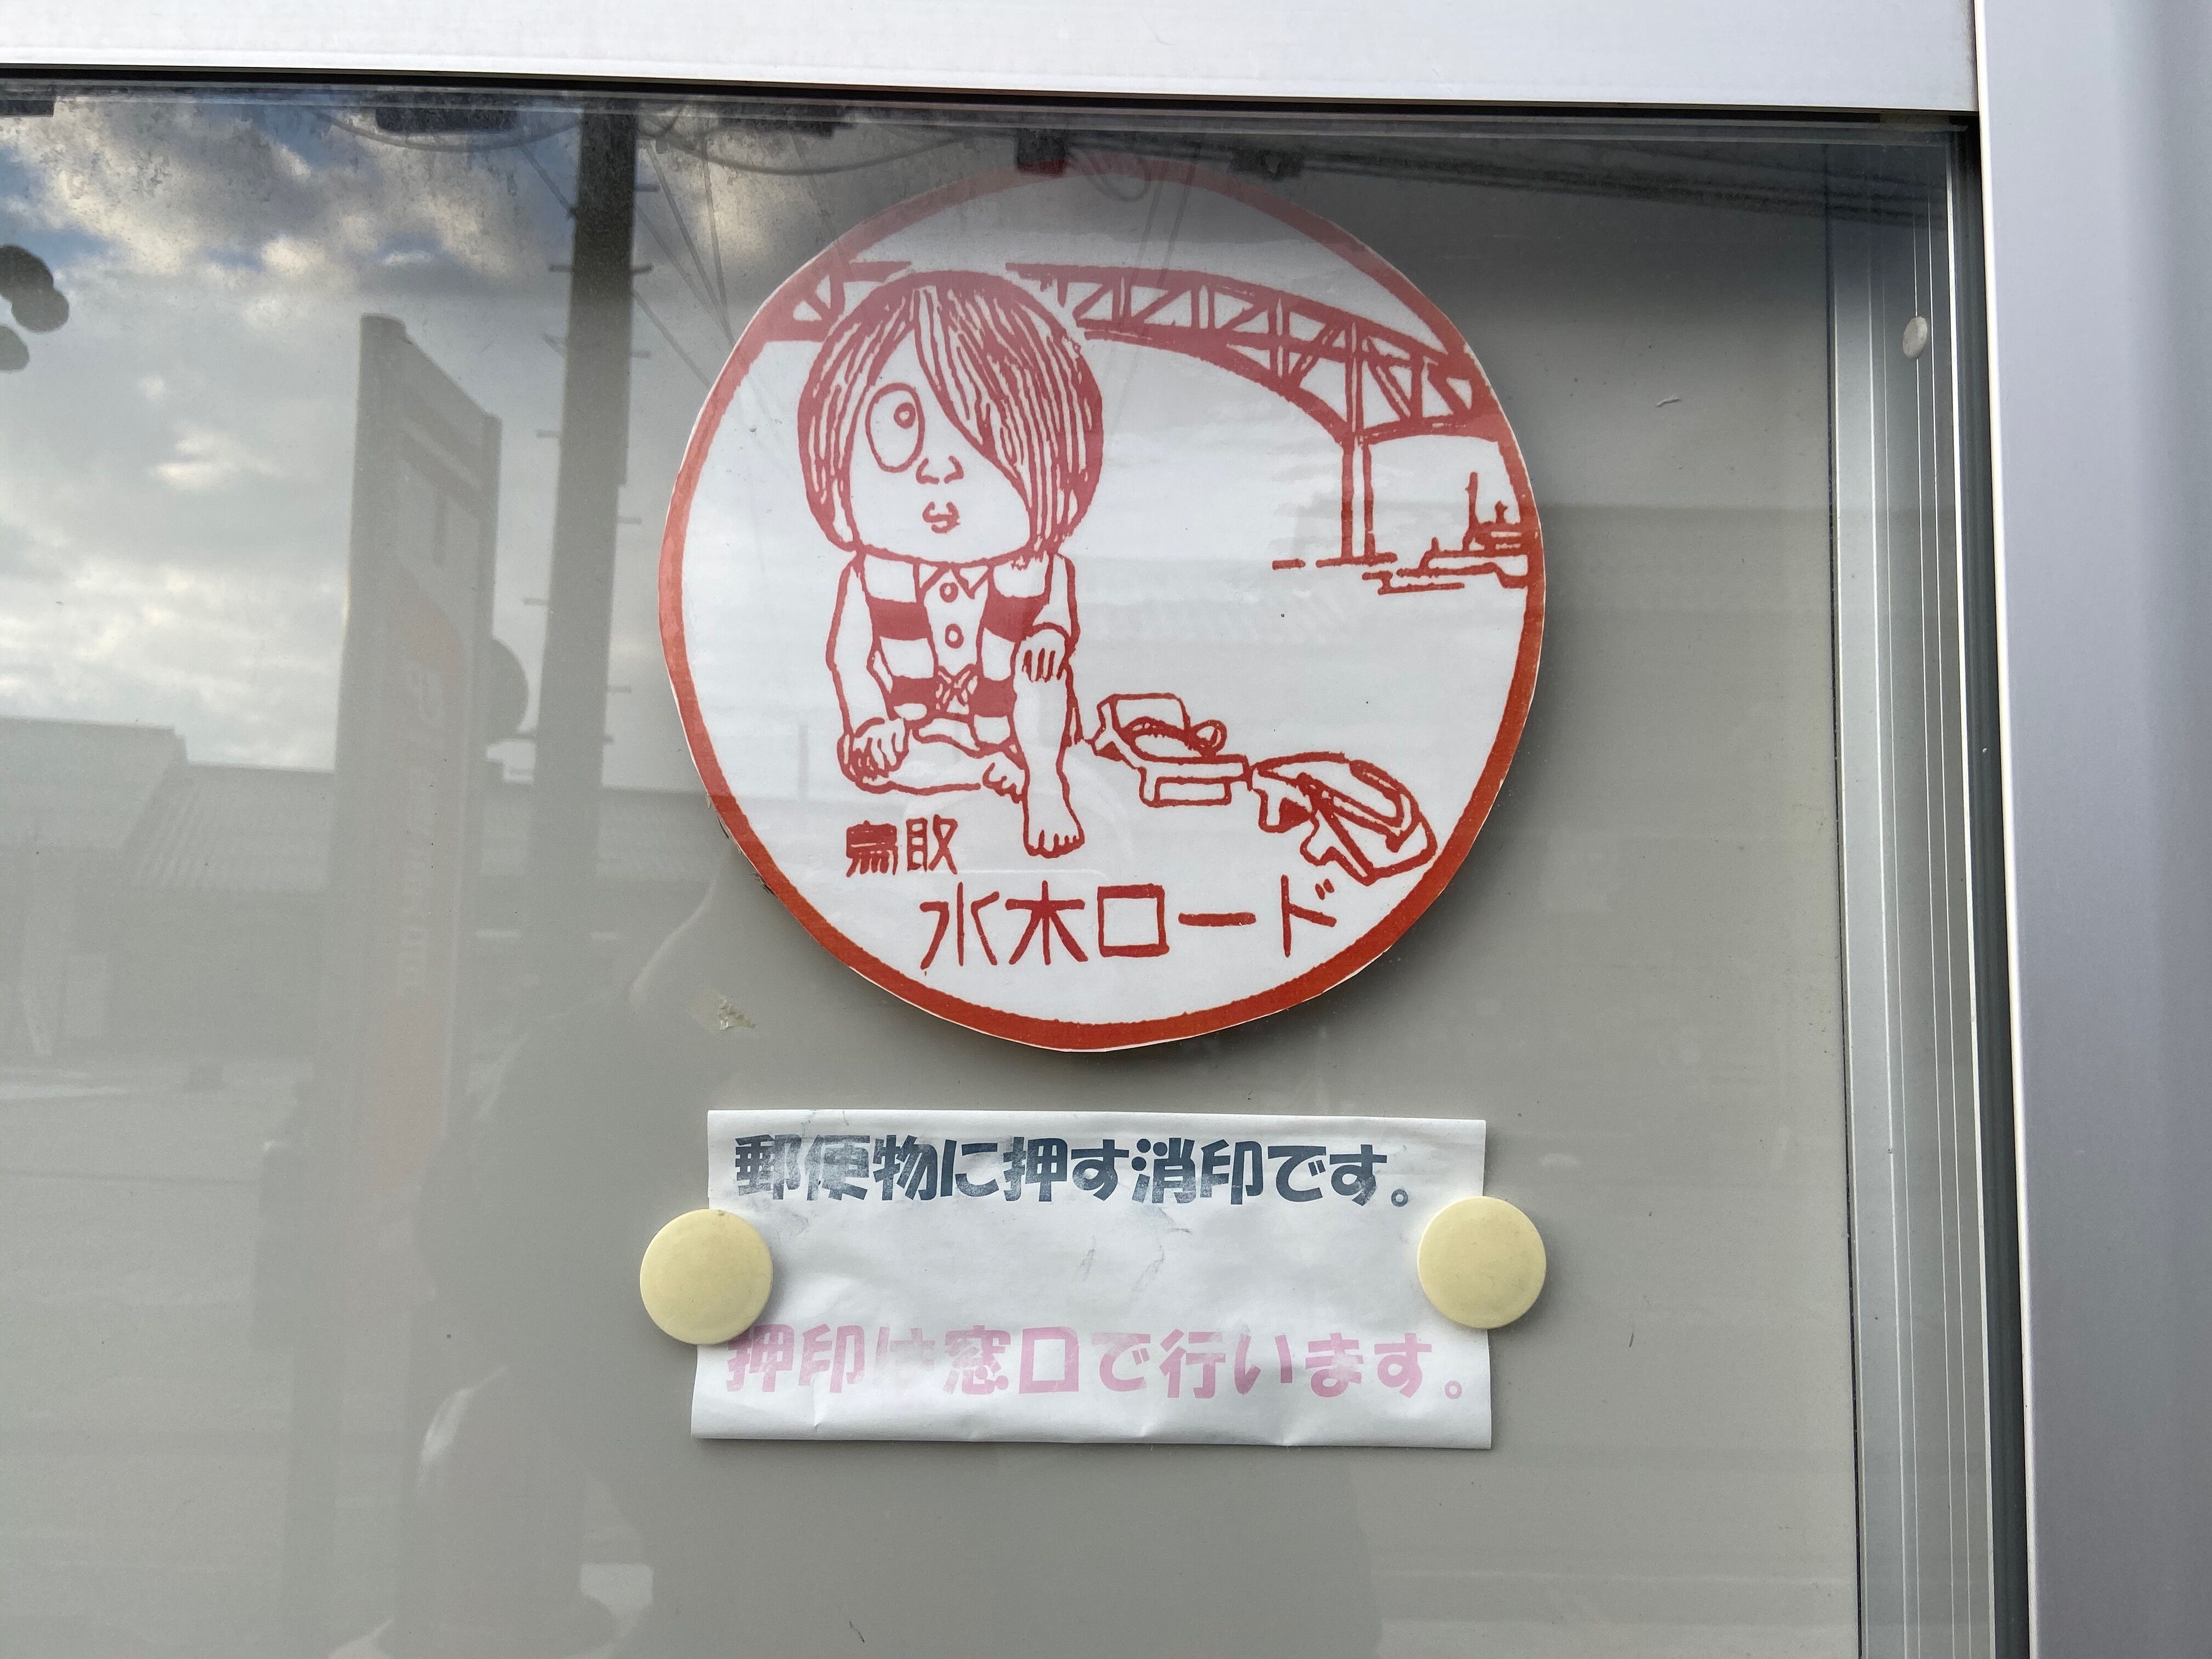 鳥取
水木ロード
郵便物に押す消印です。
押印は窓口で行います。